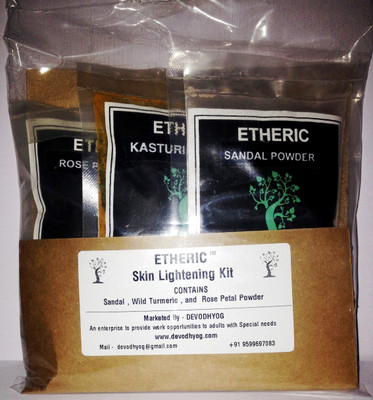 ETHERIC
SANDAL POWDER
ETH
KASTURI
ET
ROSE P
ETHERIC™
Skin Lightening Kit
CONTAINS
Sandal , Wild Turmeric , and Rose Petal Powder
Marketed By - DEVODHYOG
An enterprise to provide work opportunities to adults with Special needs
www.devodhyog.com
Mail - devodhyog@gmail.com +91 9599697083